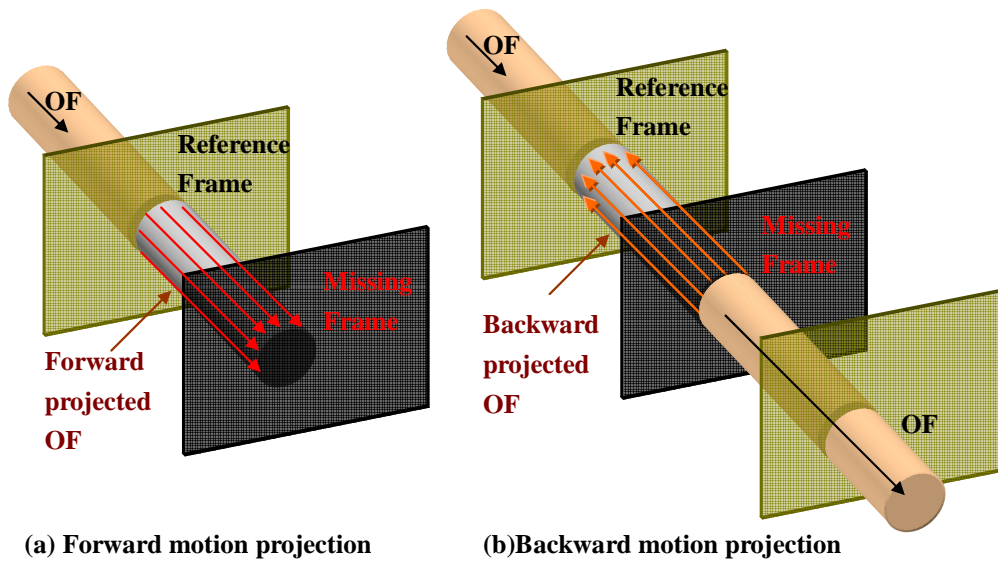 OF
Reference
Frame
Missing
Frame
Forward
projected
OF
(a) Forward motion projection
OF
Reference
Frame
Missing
Frame
Backward
projected
OF
OF
(b)Backward motion projection